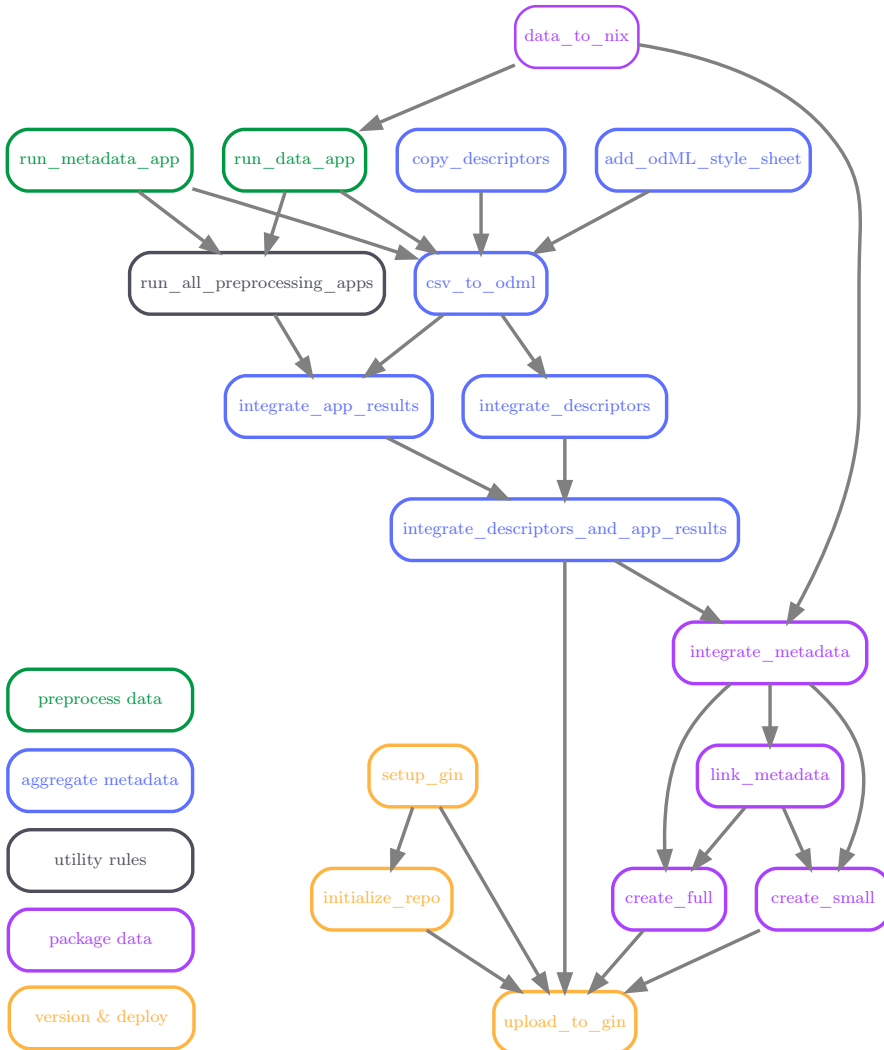 data_to_nix
run_metadata_app
run_data_app
copy_descriptors
add_odML_style_sheet
run_all_preprocessing_apps
csv_to_odml
integrate_app_results
integrate_descriptors
integrate_descriptors_and_app_results
integrate_metadata
preprocess data
setup_gin
link_metadata
aggregate metadata
utility rules
initialize_repo
create_full
create_small
package data
version & deploy
upload_to_gin